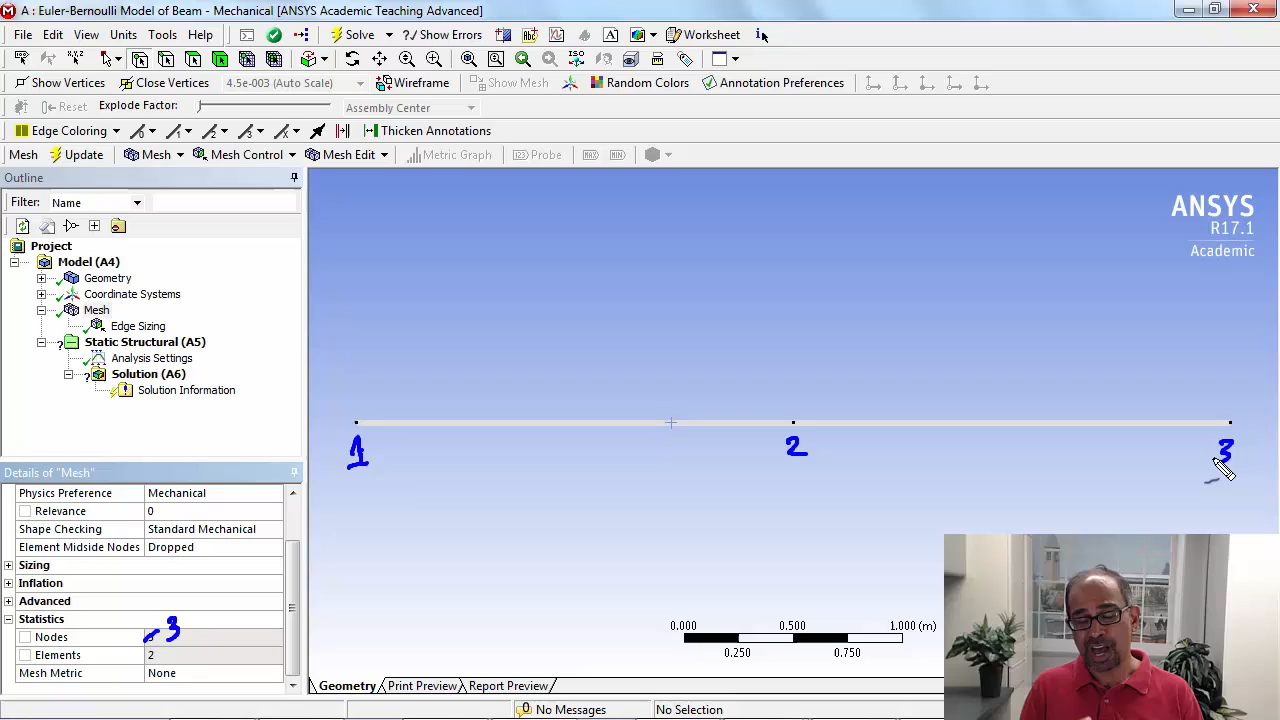 A : Euler-Bernoulli Model of Beam - Mechanical [ANSYS Academic Teaching Advanced]
File Edit View Units Tools Help Solve Show Errors Worksheet
Show Vertices Close Vertices 4.5e-003 (Auto Scale) Wireframe Show Mesh Random Colors Annotation Preferences
Reset Explode Factor: Assembly Center
Edge Coloring Thicken Annotations
Mesh Update Mesh Mesh Control Mesh Edit Metric Graph Probe
Outline
Filter: Name
Project
Model (A4)
Geometry
Coordinate Systems
Mesh
Edge Sizing
Static Structural (A5)
Analysis Settings
Solution (A6)
Solution Information
ANSYS
R17.1
Academic
1 2 3
Details of "Mesh"
Physics Preference Mechanical
Relevance 0
Shape Checking Standard Mechanical
Element Midside Nodes Dropped
Sizing
Inflation
Advanced
Statistics
Nodes 3
Elements 2
Mesh Metric None
0.000 0.500 1.000 (m)
0.250 0.750
Geometry Print Preview Report Preview
0 No Messages No Selection